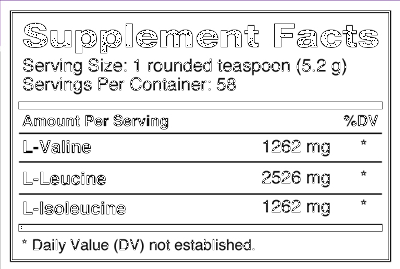 Supplement Facts
Serving Size: 1 rounded teaspoon (5.2 g)
Servings Per Container: 58
Amount Per Serving %DV
L-Valine 1262 mg *
L-Leucine 2526 mg *
L-Isoleucine 1262 mg *
* Daily Value (DV) not established.